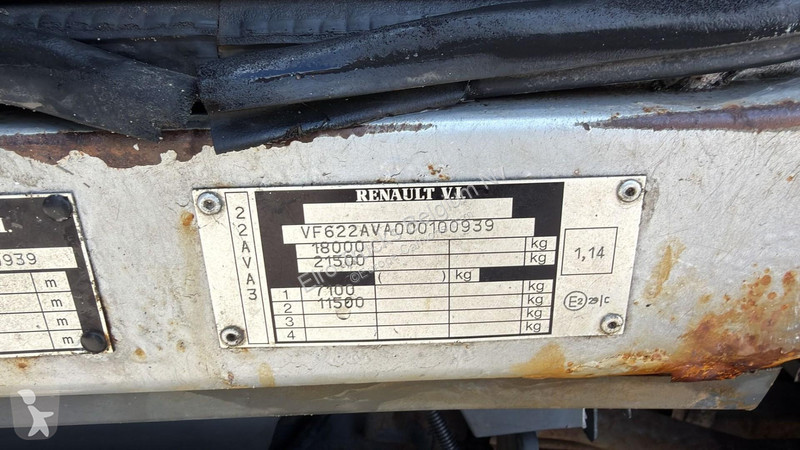 RENAULT V.I.
22AVA3
VF622AVA000100939
18000 kg
21500 kg
( ) kg
1 7100 kg
2 11500 kg
3 kg
4 kg
1,14
E2
939
m
m
m
m